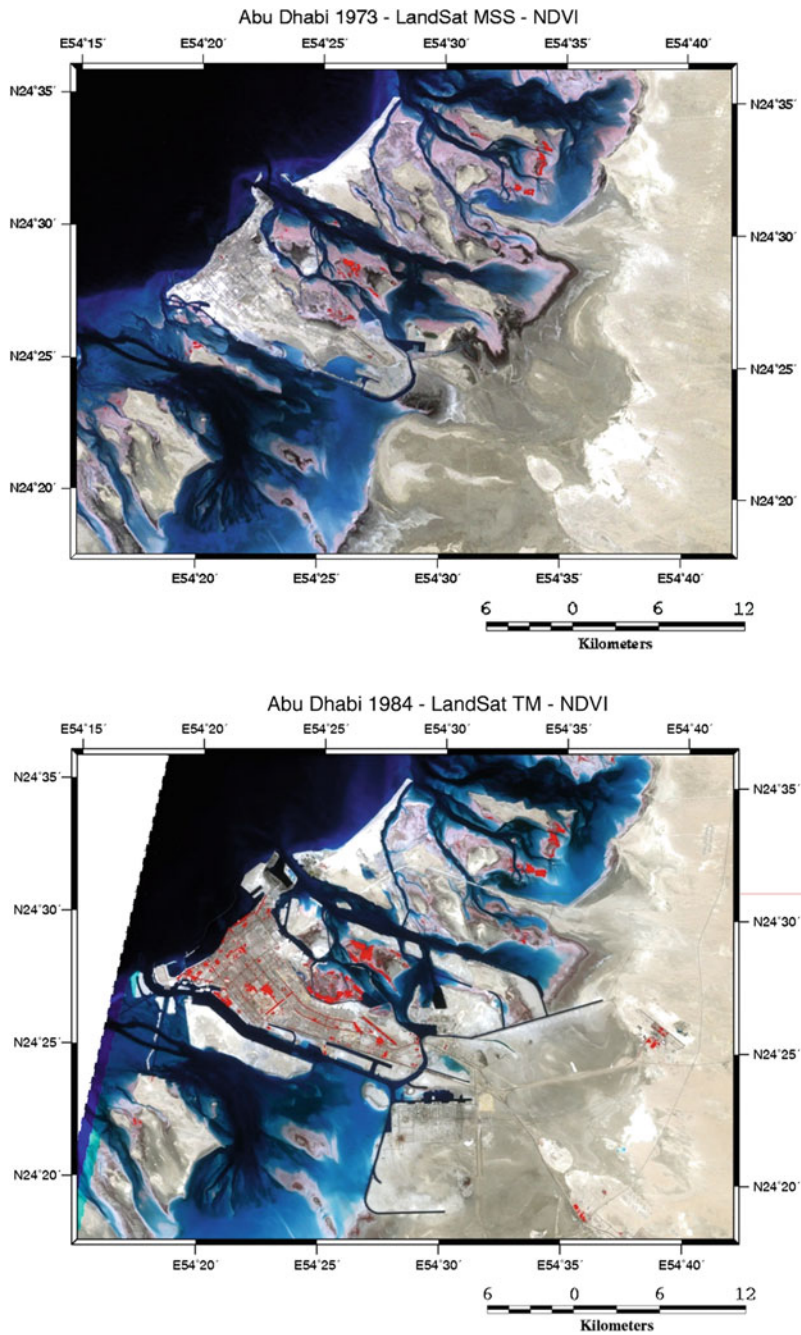 Abu Dhabi 1973 - LandSat MSS - NDVI
E54°15′ E54°20′ E54°25′ E54°30′ E54°35′ E54°40′
N24°35′ N24°35′
N24°30′ N24°30′
N24°25′ N24°25′
N24°20′ N24°20′
E54°20′ E54°25′ E54°30′ E54°35′ E54°40′
6 0 6 12
Kilometers
Abu Dhabi 1984 - LandSat TM - NDVI
E54°15′ E54°20′ E54°25′ E54°30′ E54°35′ E54°40′
N24°35′ N24°35′
N24°30′ N24°30′
N24°25′ N24°25′
N24°20′ N24°20′
E54°20′ E54°25′ E54°30′ E54°35′ E54°40′
6 0 6 12
Kilometers